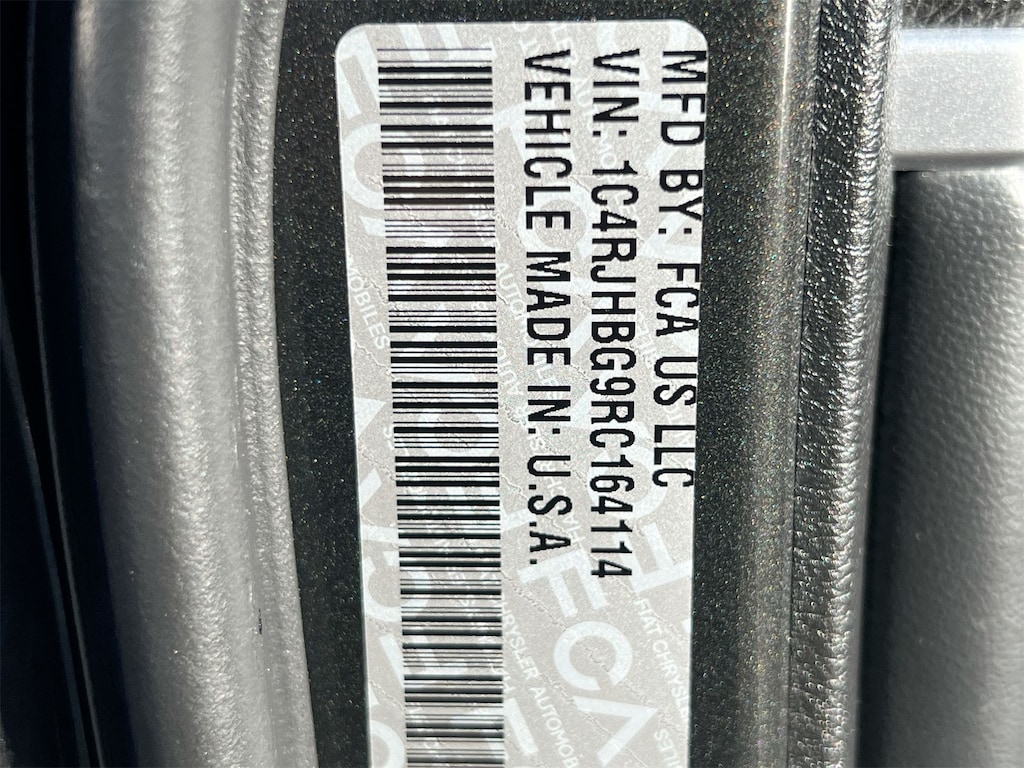 MFD BY: FCA US LLC
VIN: 1C4RJHBG9RC164114
VEHICLE MADE IN: U.S.A.